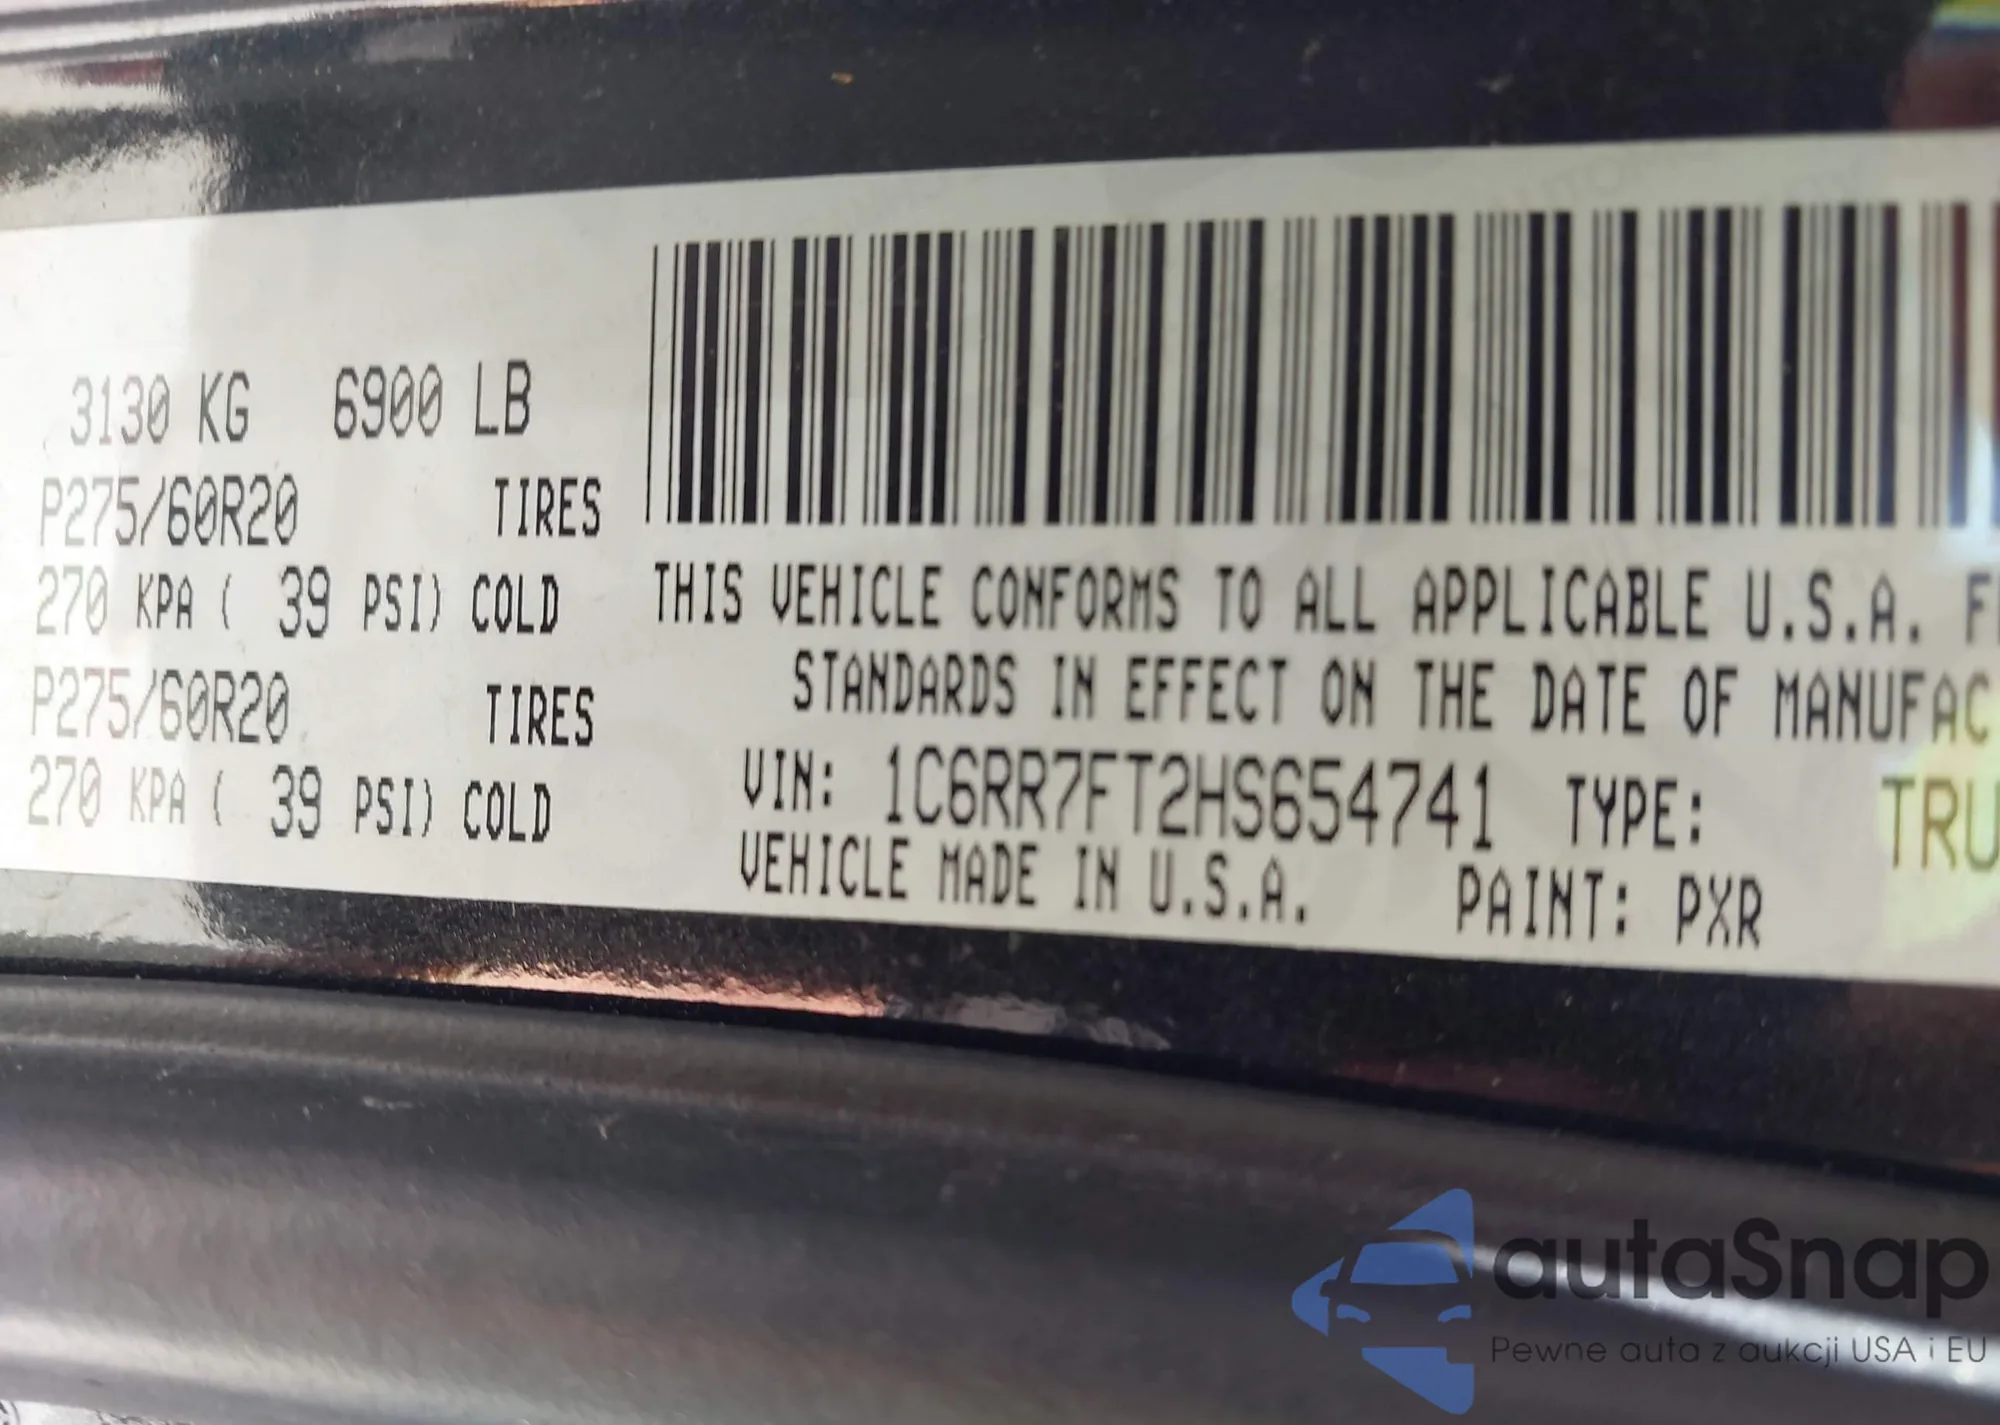 3130 KG 6900 LB
P275/60R20 TIRES
270 KPA ( 39 PSI) COLD
P275/60R20 TIRES
270 KPA ( 39 PSI) COLD
THIS VEHICLE CONFORMS TO ALL APPLICABLE U.S.A. F
STANDARDS IN EFFECT ON THE DATE OF MANUFAC
VIN: 1C6RR7FT2HS654741 TYPE: TRU
VEHICLE MADE IN U.S.A. PAINT: PXR
autaSnap
Pewne auta z aukcji USA i EU